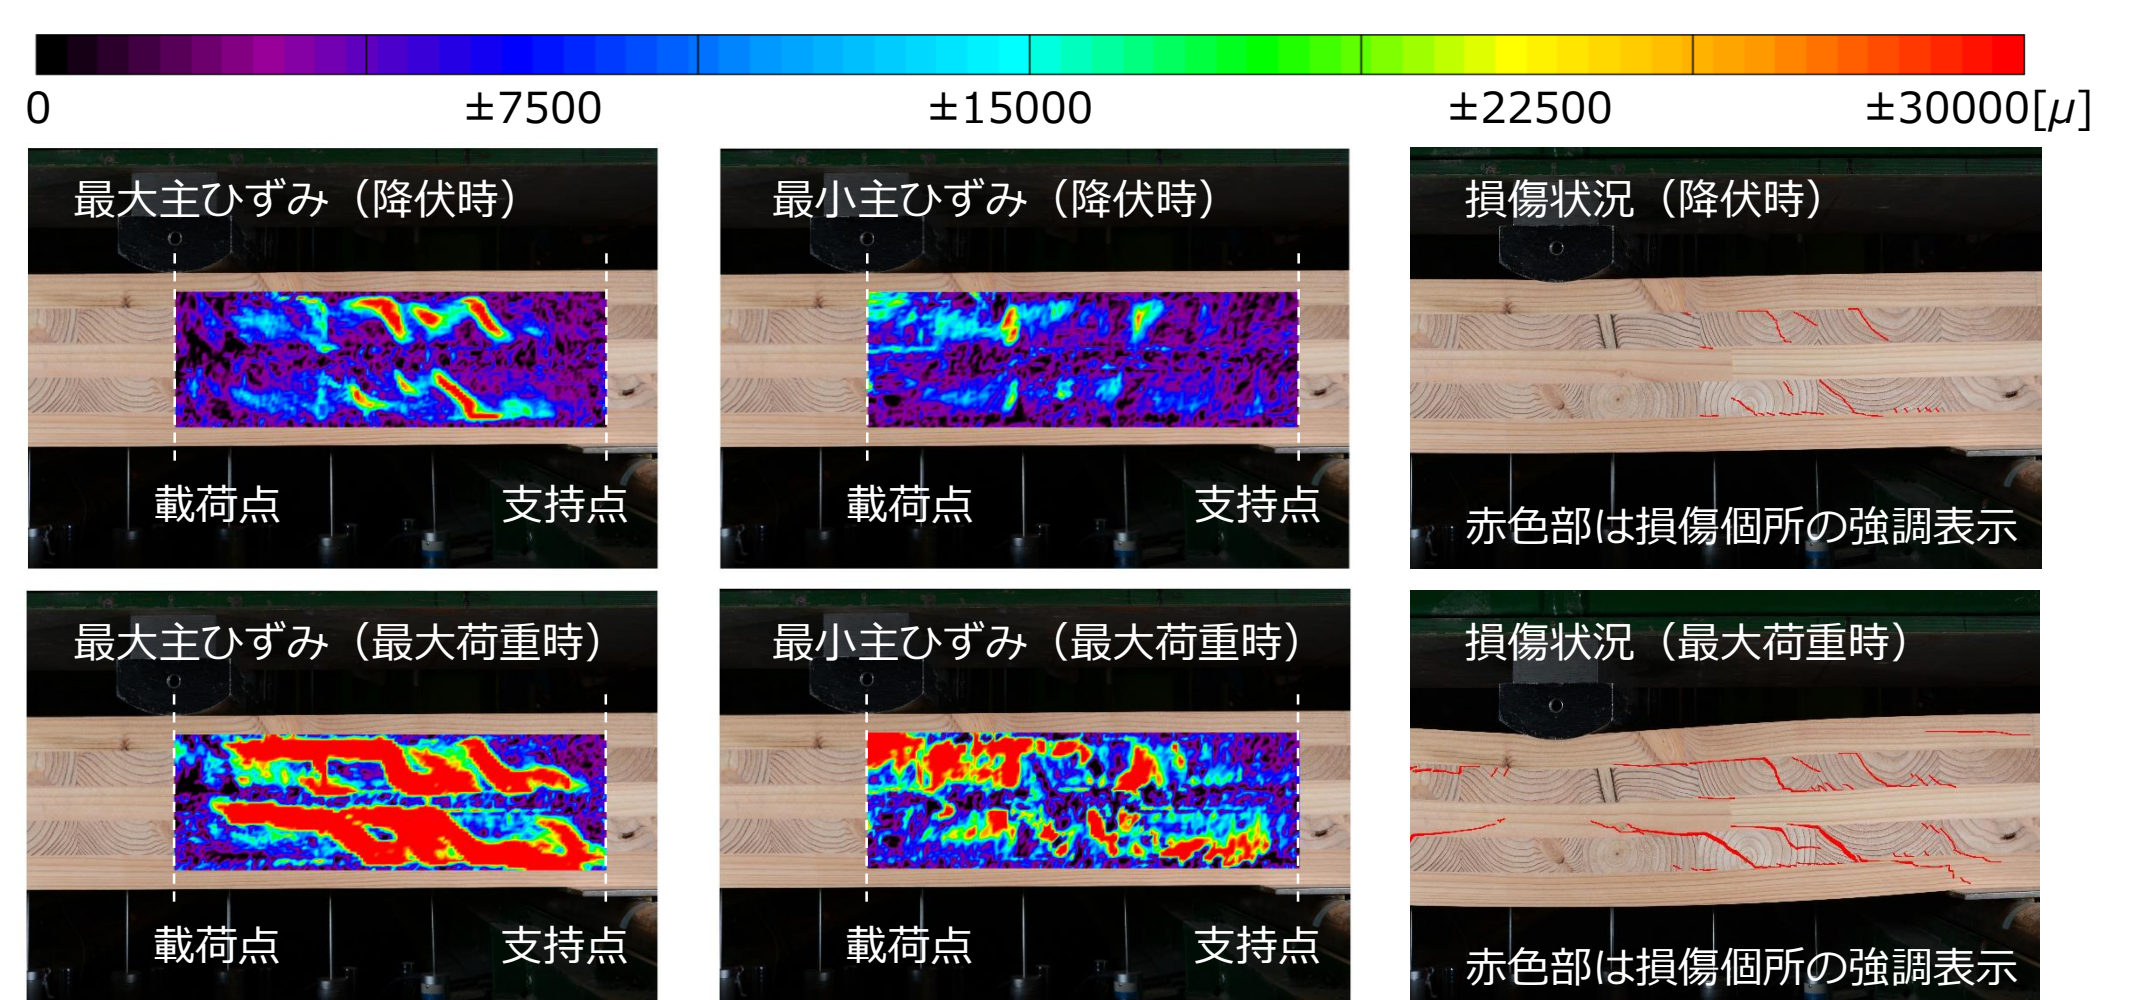 0 ±7500 ±15000 ±22500 ±30000[μ]
最大主ひずみ（降伏時）
載荷点 支持点
最小主ひずみ（降伏時）
載荷点 支持点
損傷状況（降伏時）
赤色部は損傷個所の強調表示
最大主ひずみ（最大荷重時）
載荷点 支持点
最小主ひずみ（最大荷重時）
載荷点 支持点
損傷状況（最大荷重時）
赤色部は損傷個所の強調表示